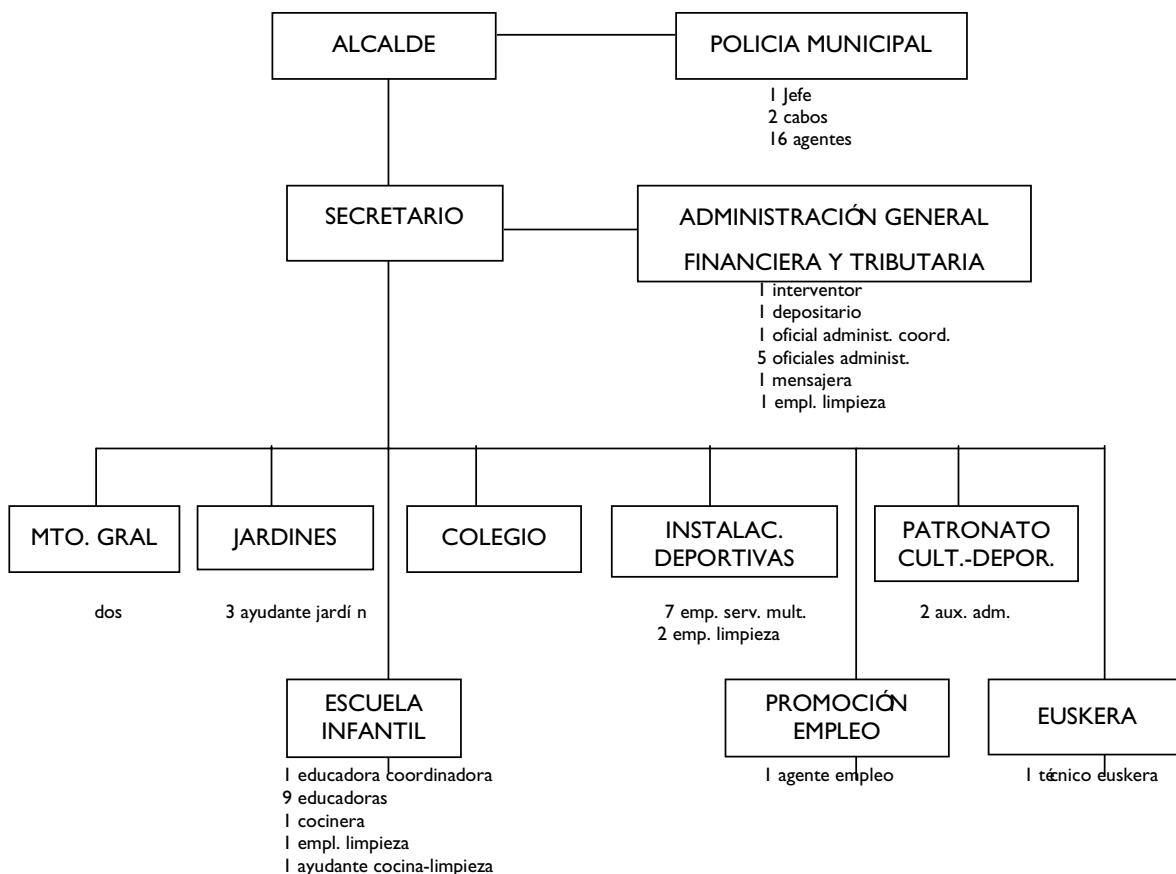 ALCALDE
POLICIA MUNICIPAL
1 Jefe
2 cabos
16 agentes
SECRETARIO
ADMINISTRACIÓN GENERAL
FINANCIERA Y TRIBUTARIA
1 interventor
1 depositario
1 oficial administ. coord.
5 oficiales administ.
1 mensajera
1 empl. limpieza
MTO. GRAL
JARDINES
COLEGIO
INSTALAC.
DEPORTIVAS
PATRONATO
CULT.-DEPOR.
dos
3 ayudante jardí n
7 emp. serv. mult.
2 emp. limpieza
2 aux. adm.
ESCUELA
INFANTIL
PROMOCIÓN
EMPLEO
EUSKERA
1 educadora coordinadora
9 educadoras
1 cocinera
1 empl. limpieza
1 ayudante cocina-limpieza
1 agente empleo
1 técnico euskera